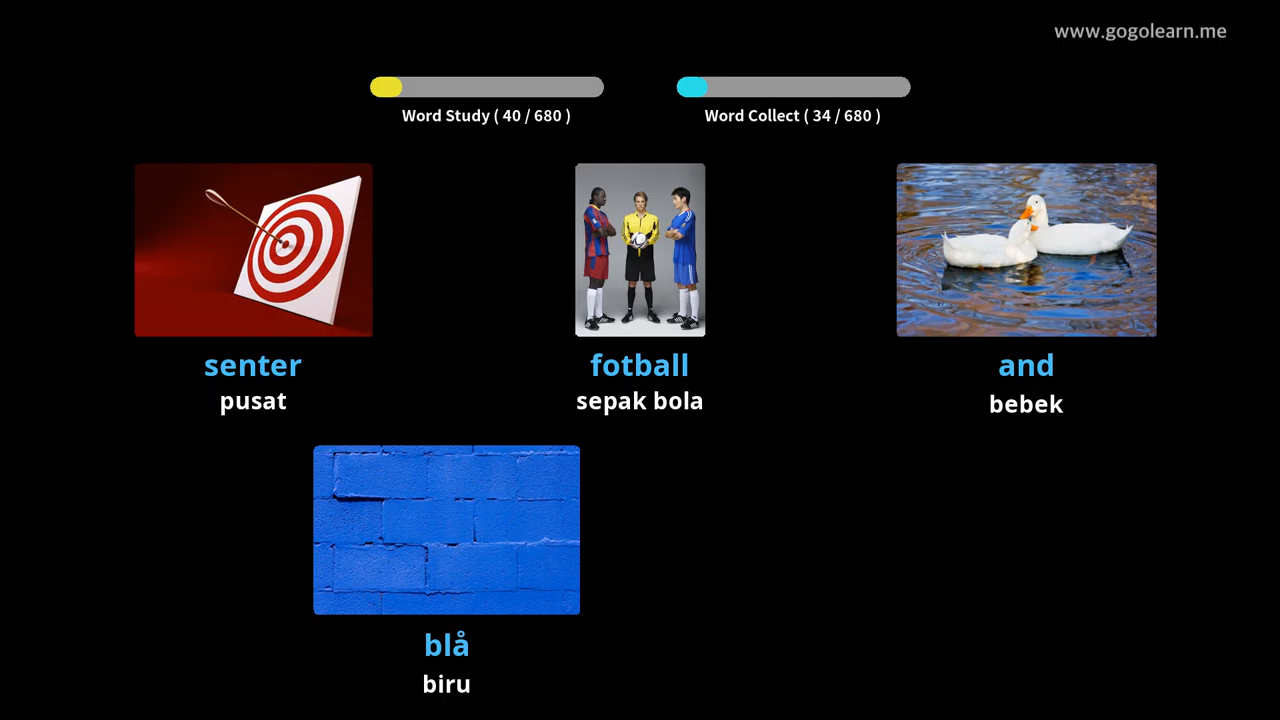 www.gogolearn.me
Word Study ( 40 / 680 )
Word Collect ( 34 / 680 )
senter
pusat
fotball
sepak bola
and
bebek
blå
biru